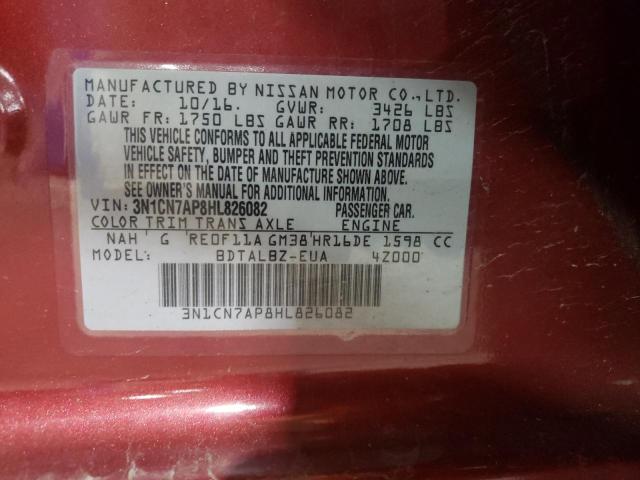 MANUFACTURED BY NISSAN MOTOR CO.,LTD.
DATE: 10/16. GVWR: 3426 LBS
GAWR FR: 1750 LBS GAWR RR: 1708 LBS
THIS VEHICLE CONFORMS TO ALL APPLICABLE FEDERAL MOTOR
VEHICLE SAFETY, BUMPER AND THEFT PREVENTION STANDARDS
IN EFFECT ON THE DATE OF MANUFACTURE SHOWN ABOVE.
SEE OWNER'S MANUAL FOR ADDITIONAL INFORMATION.
VIN: 3N1CN7AP8HL826082 PASSENGER CAR.
COLOR TRIM TRANS AXLE ENGINE
NAH G RE0F11A GM38 HR16DE 1598 CC
MODEL: BDTALBZ-EUA 4Z000
3N1CN7AP8HL826082